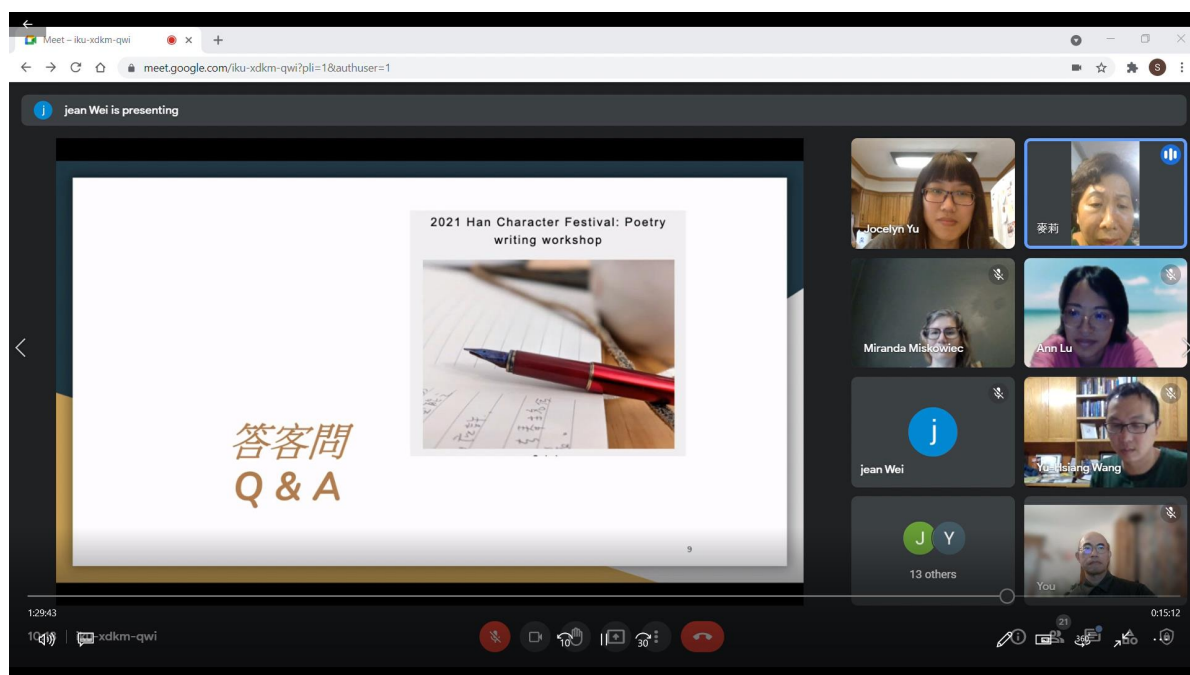 Meet – iku-xdkm-qwi
meet.google.com/iku-xdkm-qwi?pli=1&authuser=1
S
j
jean Wei is presenting
2021 Han Character Festival: Poetry
writing workshop
答客問
Q & A
9
Jocelyn Yu
麥莉
Miranda Miskowiec
Ann Lu
j
jean Wei
Yu-Hsiang Wang
J
Y
13 others
You
1:29:43
0:15:12
-xdkm-qwi
10
30
21
360